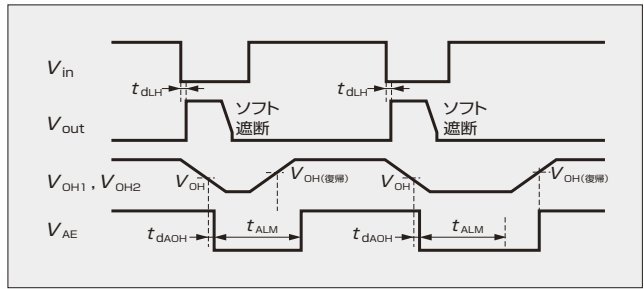 Vin
tdLH
tdLH
Vout
ソフト
遮断
ソフト
遮断
VOH1 , VOH2
VOH
VOH(復帰)
VOH
VOH(復帰)
VAE
tdAOH
tALM
tdAOH
tALM